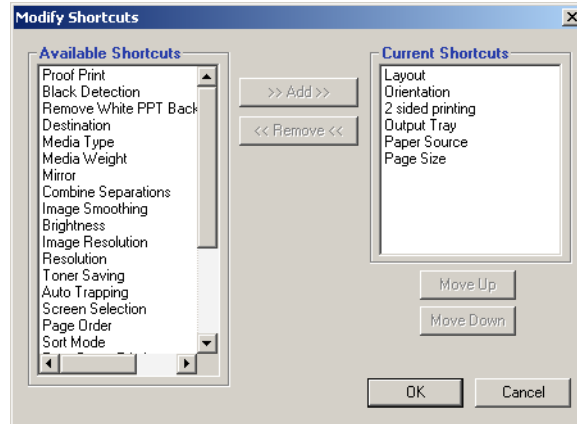 Modify Shortcuts
Available Shortcuts
Proof Print
Black Detection
Remove White PPT Back
Destination
Media Type
Media Weight
Mirror
Combine Separations
Image Smoothing
Brightness
Image Resolution
Resolution
Toner Saving
Auto Trapping
Screen Selection
Page Order
Sort Mode
>> Add >>
<< Remove <<
Current Shortcuts
Layout
Orientation
2 sided printing
Output Tray
Paper Source
Page Size
Move Up
Move Down
OK
Cancel